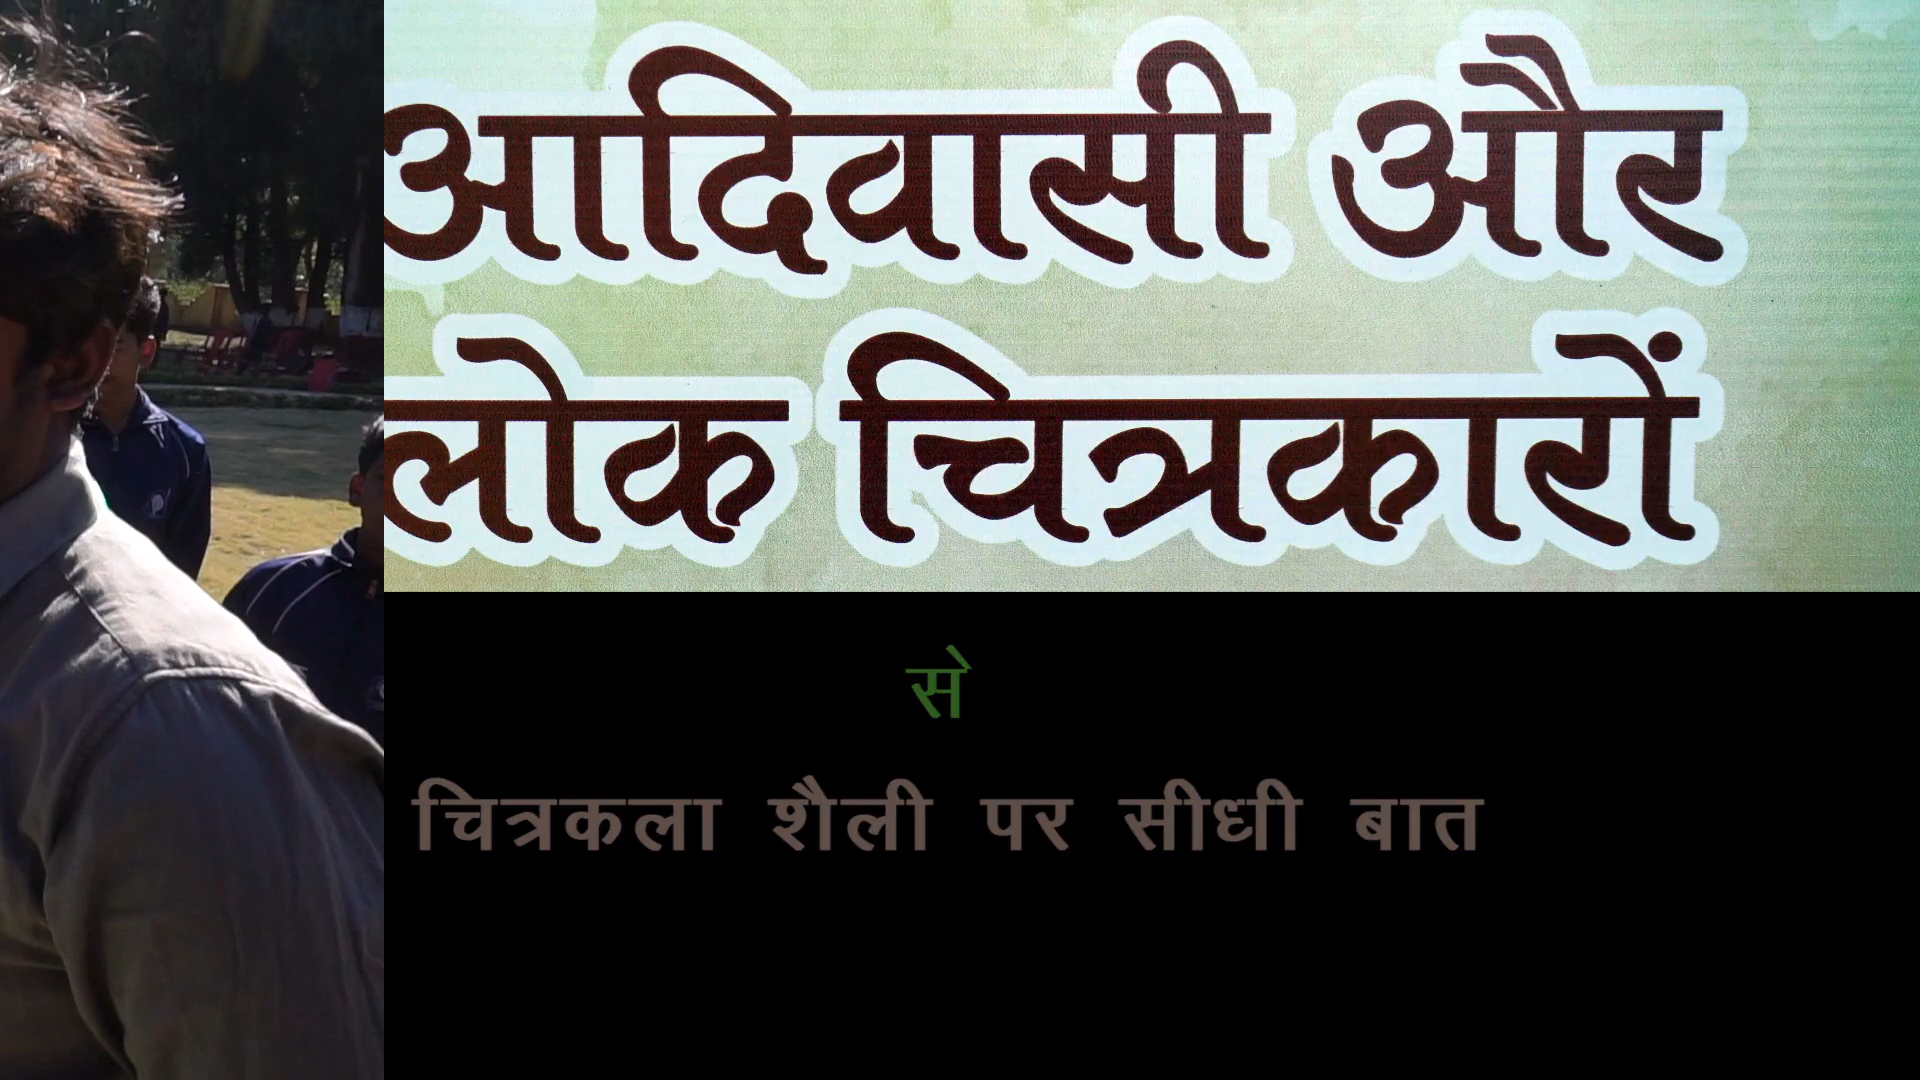 आदिवासी और
लोक चित्रकारों
से
चित्रकला शैली पर सीधी बात